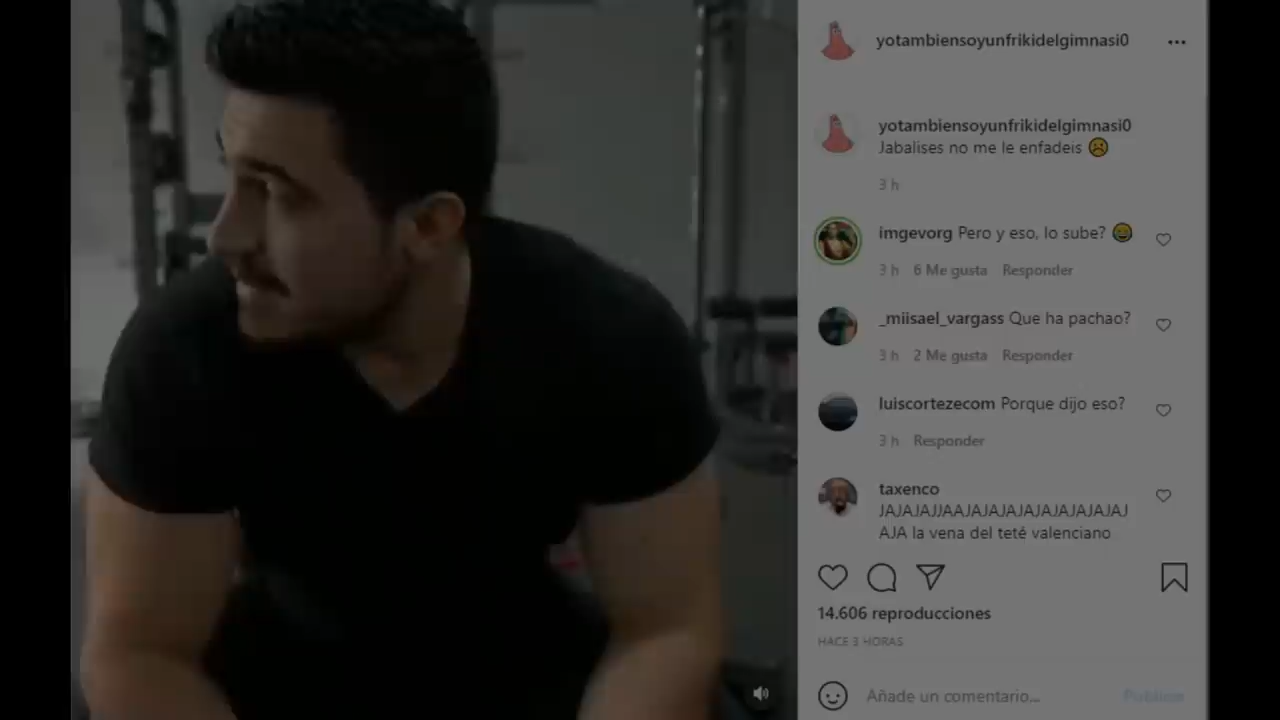 yotambiensoyunfrikidelgimnasi0
yotambiensoyunfrikidelgimnasi0
Jabalises no me le enfadeis
3 h
imgevorg Pero y eso, lo sube?
3 h 6 Me gusta Responder
_miisael_vargass Que ha pachao?
3 h 2 Me gusta Responder
luiscortezecom Porque dijo eso?
3 h Responder
taxenco
JAJAJAJJAAJAJAJAJAJAJAJAJAJAJ
AJA la vena del teté valenciano
14.606 reproducciones
HACE 3 HORAS
Añade un comentario...
Publicar